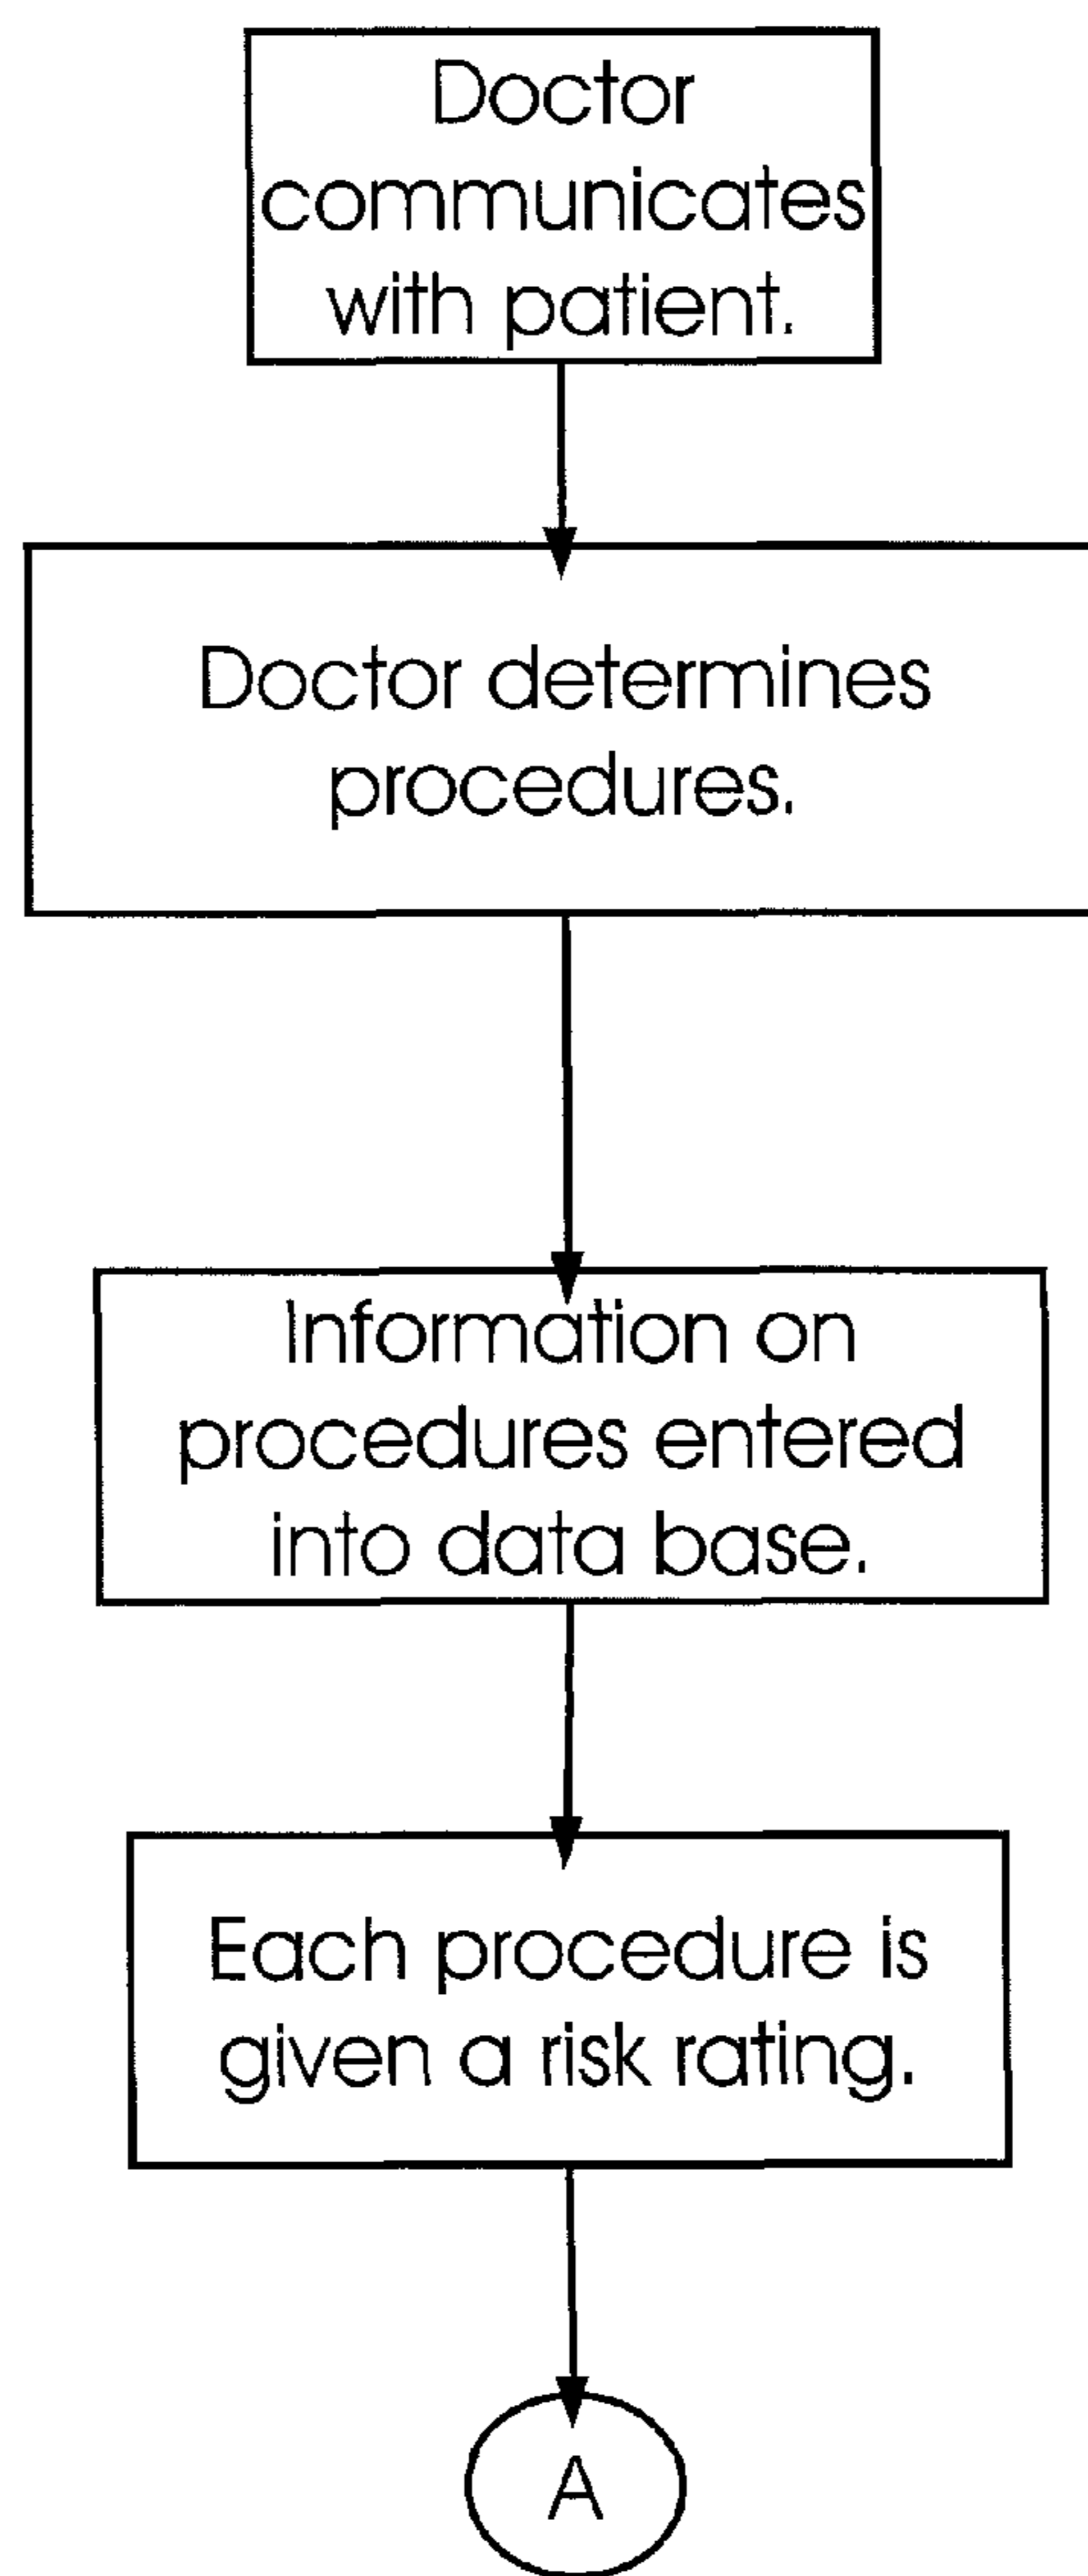 Doctor
communicates
with patient.
Doctor determines
procedures.
Information on
procedures entered
into data base.
Each procedure is
given a risk rating.
A